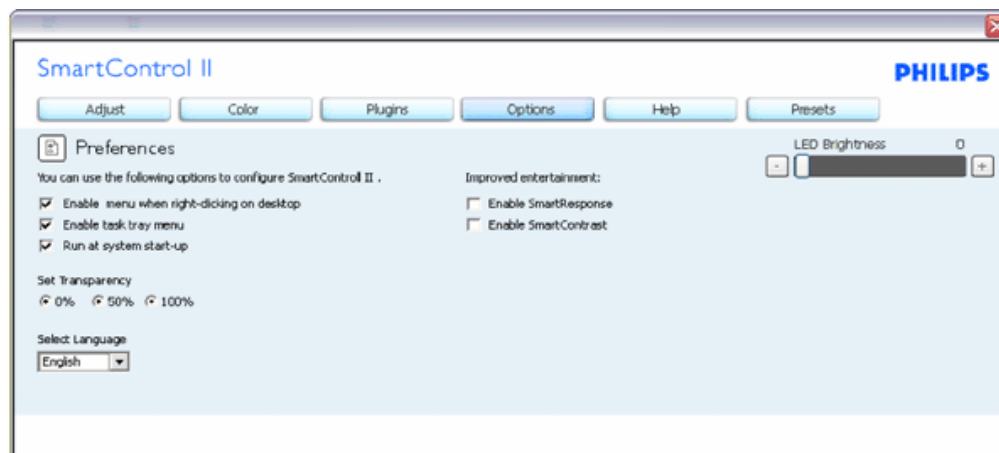 SmartControl II
PHILIPS
Adjust Color Plugins Options Help Presets
Preferences
LED Brightness 0
- +
You can use the following options to configure SmartControl II .
Improved entertainment:
Enable menu when right-clicking on desktop
Enable SmartResponse
Enable task tray menu
Enable SmartContrast
Run at system start-up
Set Transparency
0% 50% 100%
Select Language
English